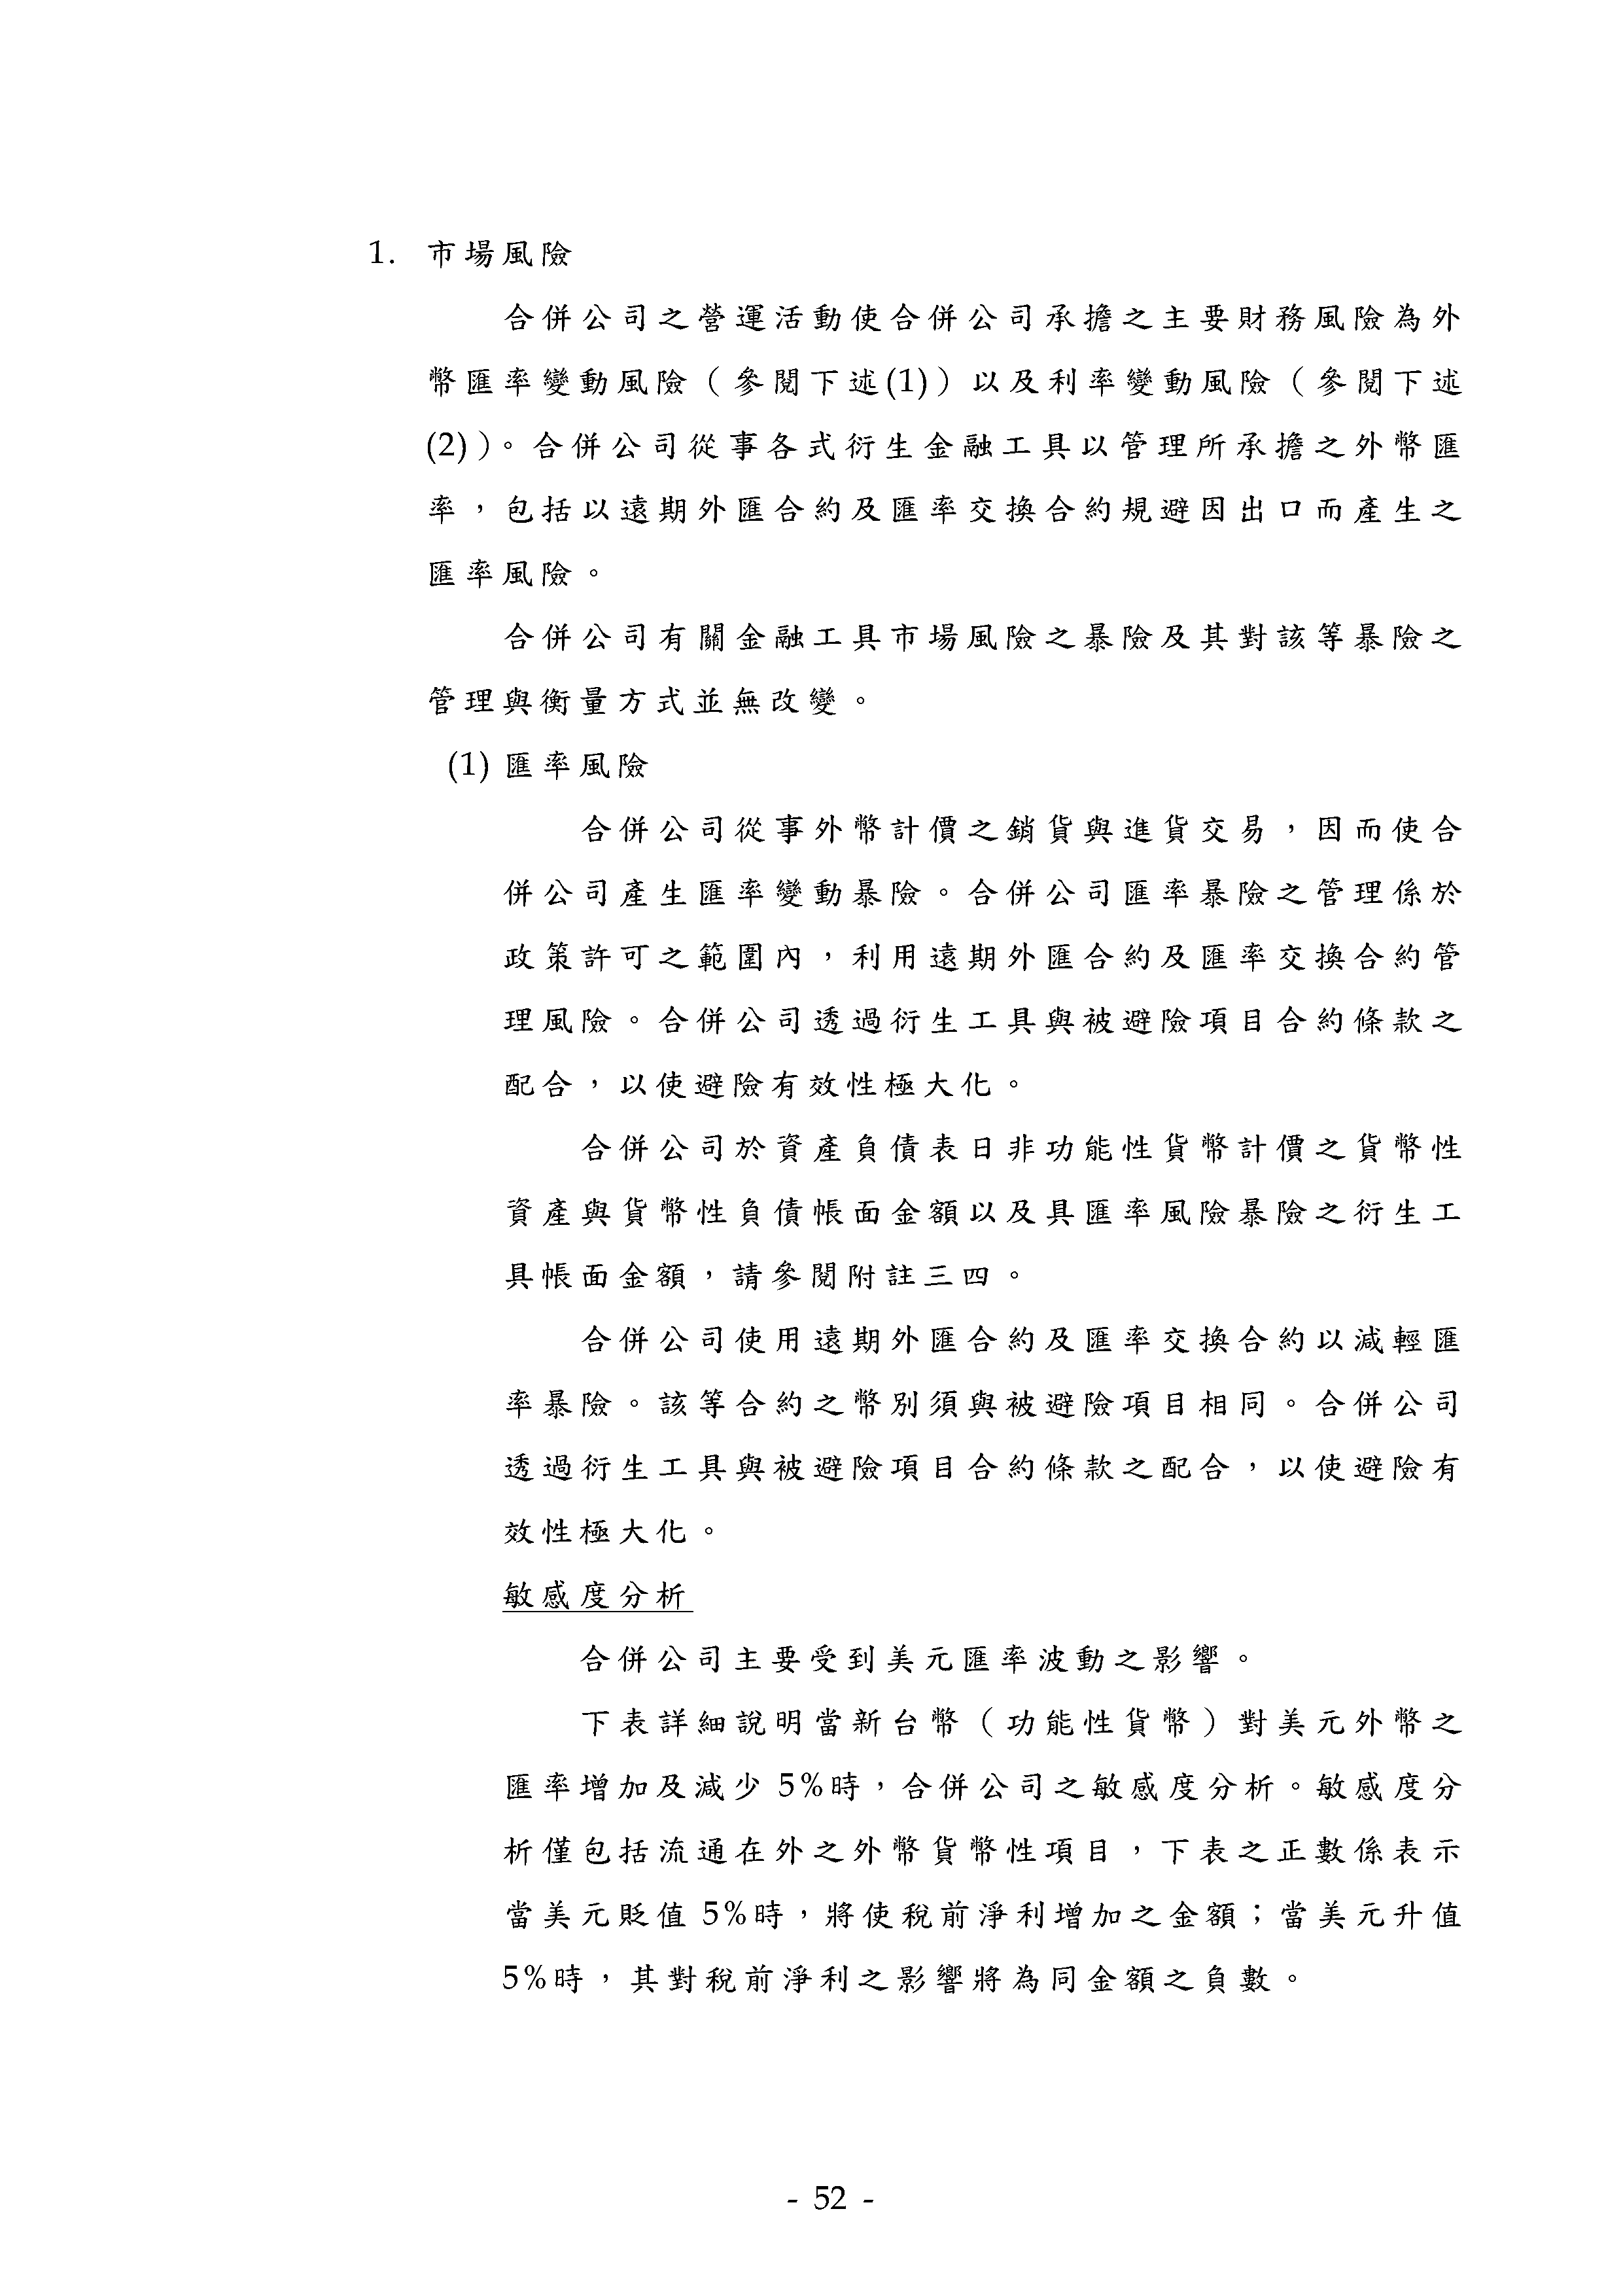 1. 市場風險
合併公司之營運活動使合併公司承擔之主要財務風險為外
幣匯率變動風險（參閱下述(1)）以及利率變動風險（參閱下述
(2)）。合併公司從事各式衍生金融工具以管理所承擔之外幣匯
率，包括以遠期外匯合約及匯率交換合約規避因出口而產生之
匯率風險。
合併公司有關金融工具市場風險之暴險及其對該等暴險之
管理與衡量方式並無改變。
(1) 匯率風險
合併公司從事外幣計價之銷貨與進貨交易，因而使合
併公司產生匯率變動暴險。合併公司匯率暴險之管理係於
政策許可之範圍內，利用遠期外匯合約及匯率交換合約管
理風險。合併公司透過衍生工具與被避險項目合約條款之
配合，以使避險有效性極大化。
合併公司於資產負債表日非功能性貨幣計價之貨幣性
資產與貨幣性負債帳面金額以及具匯率風險暴險之衍生工
具帳面金額，請參閱附註三四。
合併公司使用遠期外匯合約及匯率交換合約以減輕匯
率暴險。該等合約之幣別須與被避險項目相同。合併公司
透過衍生工具與被避險項目合約條款之配合，以使避險有
效性極大化。
敏感度分析
合併公司主要受到美元匯率波動之影響。
下表詳細說明當新台幣（功能性貨幣）對美元外幣之
匯率增加及減少 5%時，合併公司之敏感度分析。敏感度分
析僅包括流通在外之外幣貨幣性項目，下表之正數係表示
當美元貶值 5%時，將使稅前淨利增加之金額；當美元升值
5%時，其對稅前淨利之影響將為同金額之負數。
- 52 -